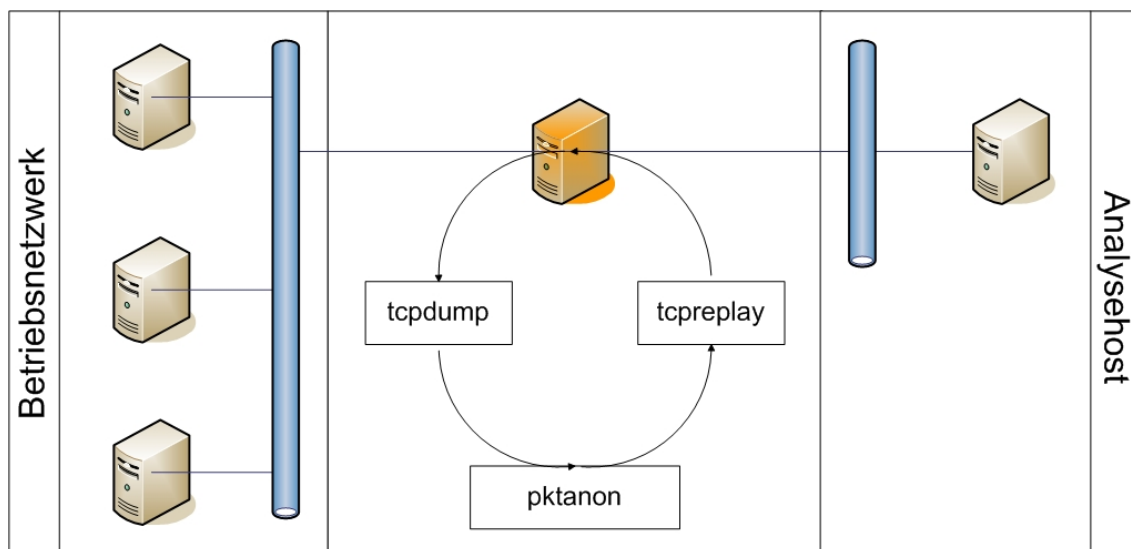 Betriebsnetzwerk
tcpdump
tcpreplay
pktanon
Analysehost